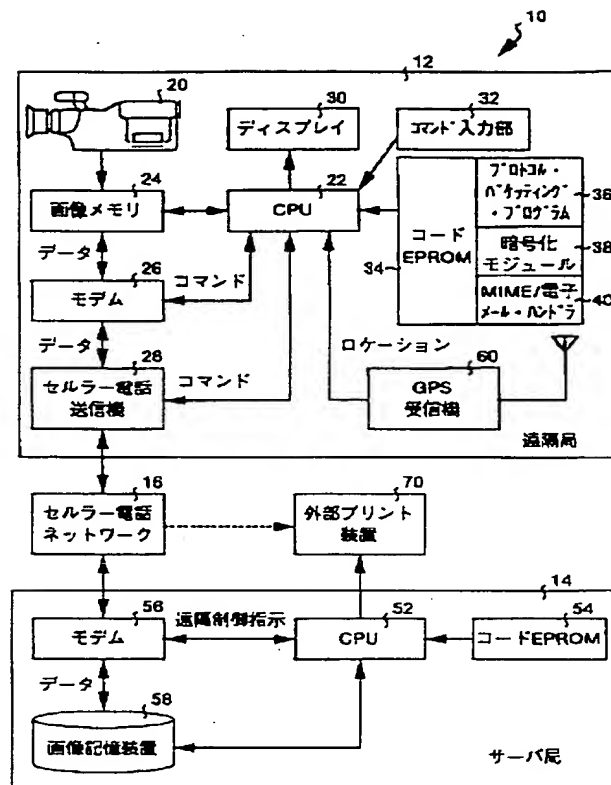 10
12
20
30
ディスプレイ
32
コマンド入力部
24
画像メモリ
22
CPU
34
コード
EPROM
プロトコル・
パケッティング
・プログラム
36
暗号化
モジュール
38
MIME/電子
メール・ハンドラ
40
データ
26
モデム
コマンド
データ
28
セルラー電話
送信機
コマンド
ロケーション
60
GPS
受信機
遠隔局
16
セルラー電話
ネットワーク
70
外部プリント
装置
14
56
モデム
遠隔制御指示
52
CPU
54
コードEPROM
データ
58
画像記憶装置
サーバ局